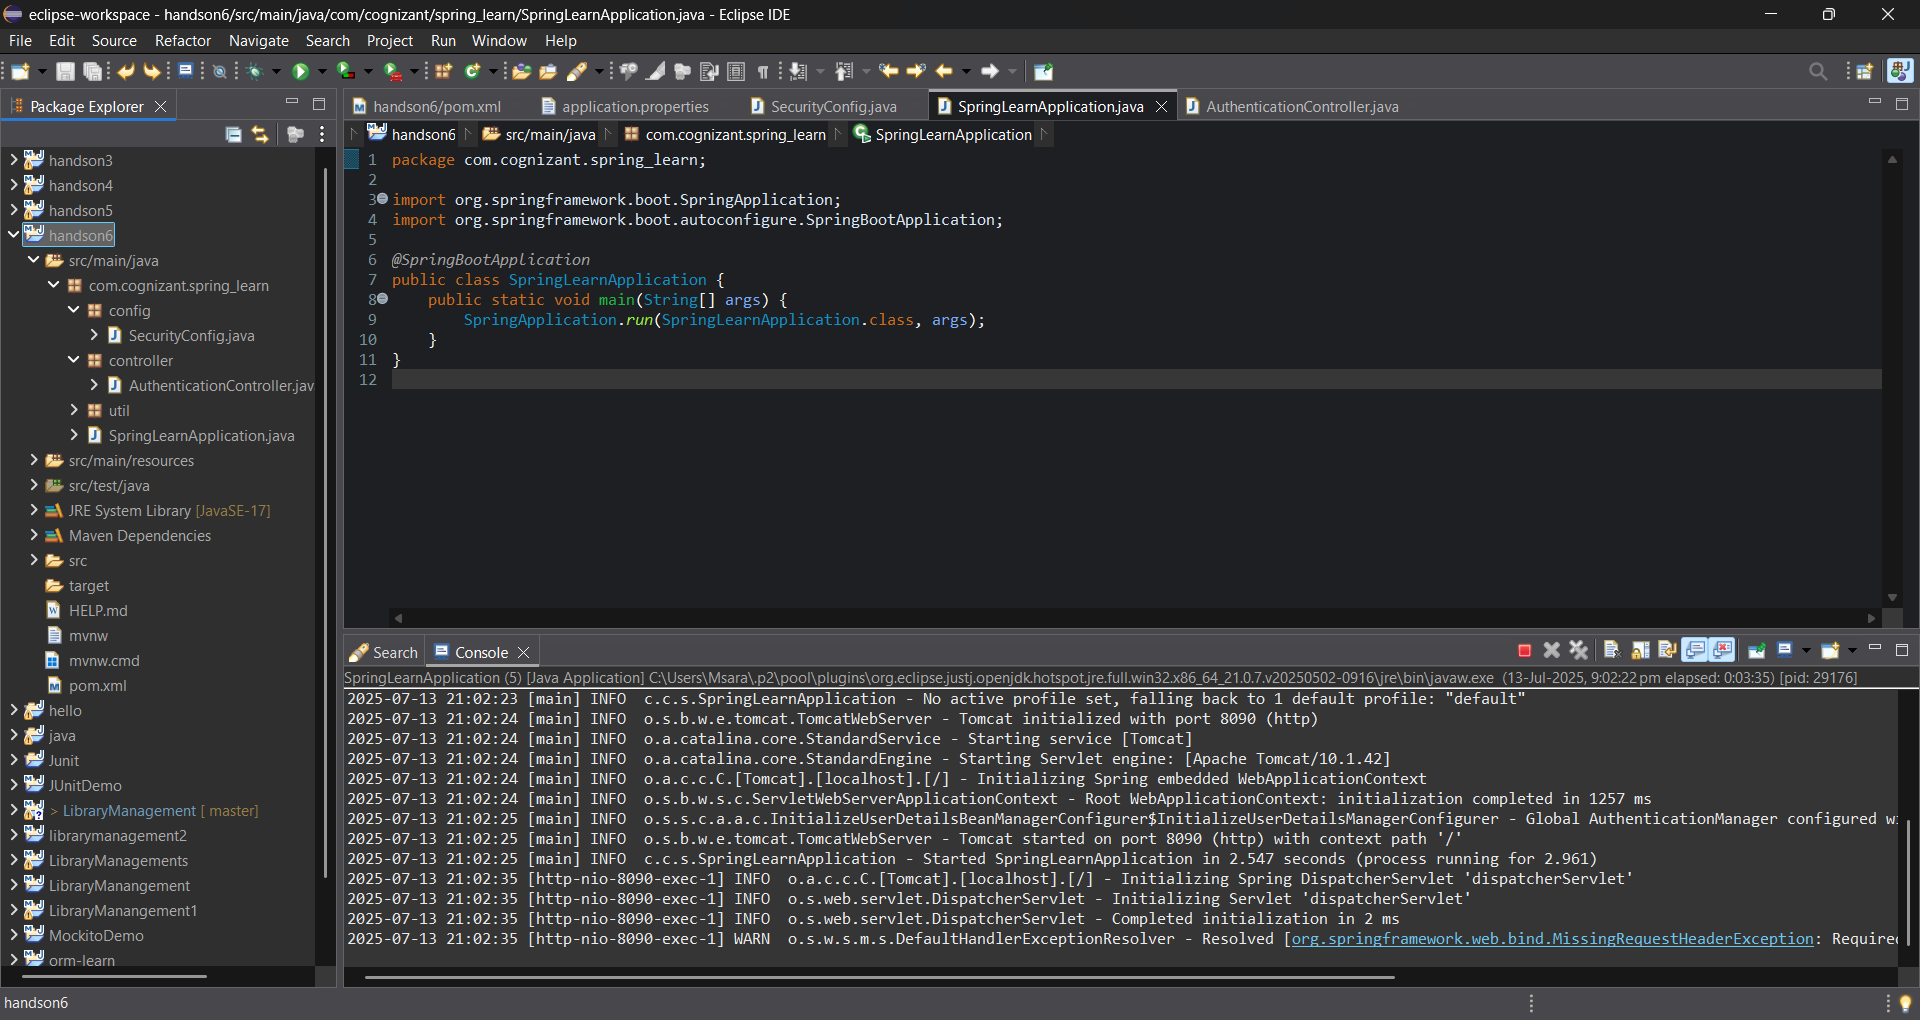 eclipse-workspace - handson6/src/main/java/com/cognizant/spring_learn/SpringLearnApplication.java - Eclipse IDE
File Edit Source Refactor Navigate Search Project Run Window Help
Package Explorer
handson3
handson4
handson5
handson6
src/main/java
com.cognizant.spring_learn
config
SecurityConfig.java
controller
AuthenticationController.jav
util
SpringLearnApplication.java
src/main/resources
src/test/java
JRE System Library [JavaSE-17]
Maven Dependencies
src
target
HELP.md
mvnw
mvnw.cmd
pom.xml
hello
java
Junit
JUnitDemo
> LibraryManagement [ master]
librarymanagement2
LibraryManagements
LibraryManangement
LibraryManangement1
MockitoDemo
orm-learn
handson6/pom.xml application.properties SecurityConfig.java SpringLearnApplication.java AuthenticationController.java
handson6 src/main/java com.cognizant.spring_learn SpringLearnApplication
1 package com.cognizant.spring_learn;
2
3 import org.springframework.boot.SpringApplication;
4 import org.springframework.boot.autoconfigure.SpringBootApplication;
5
6 @SpringBootApplication
7 public class SpringLearnApplication {
8 public static void main(String[] args) {
9 SpringApplication.run(SpringLearnApplication.class, args);
10 }
11 }
12
Search Console
SpringLearnApplication (5) [Java Application] C:\Users\Msara\.p2\pool\plugins\org.eclipse.justj.openjdk.hotspot.jre.full.win32.x86_64_21.0.7.v20250502-0916\jre\bin\javaw.exe (13-Jul-2025, 9:02:22 pm elapsed: 0:03:35) [pid: 29176]
2025-07-13 21:02:23 [main] INFO c.c.s.SpringLearnApplication - No active profile set, falling back to 1 default profile: "default"
2025-07-13 21:02:24 [main] INFO o.s.b.w.e.tomcat.TomcatWebServer - Tomcat initialized with port 8090 (http)
2025-07-13 21:02:24 [main] INFO o.a.catalina.core.StandardService - Starting service [Tomcat]
2025-07-13 21:02:24 [main] INFO o.a.catalina.core.StandardEngine - Starting Servlet engine: [Apache Tomcat/10.1.42]
2025-07-13 21:02:24 [main] INFO o.a.c.c.C.[Tomcat].[localhost].[/] - Initializing Spring embedded WebApplicationContext
2025-07-13 21:02:24 [main] INFO o.s.b.w.s.c.ServletWebServerApplicationContext - Root WebApplicationContext: initialization completed in 1257 ms
2025-07-13 21:02:25 [main] INFO o.s.s.c.a.a.c.InitializeUserDetailsBeanManagerConfigurer$InitializeUserDetailsManagerConfigurer - Global AuthenticationManager configured w
2025-07-13 21:02:25 [main] INFO o.s.b.w.e.tomcat.TomcatWebServer - Tomcat started on port 8090 (http) with context path '/'
2025-07-13 21:02:25 [main] INFO c.c.s.SpringLearnApplication - Started SpringLearnApplication in 2.547 seconds (process running for 2.961)
2025-07-13 21:02:35 [http-nio-8090-exec-1] INFO o.a.c.c.C.[Tomcat].[localhost].[/] - Initializing Spring DispatcherServlet 'dispatcherServlet'
2025-07-13 21:02:35 [http-nio-8090-exec-1] INFO o.s.web.servlet.DispatcherServlet - Initializing Servlet 'dispatcherServlet'
2025-07-13 21:02:35 [http-nio-8090-exec-1] INFO o.s.web.servlet.DispatcherServlet - Completed initialization in 2 ms
2025-07-13 21:02:35 [http-nio-8090-exec-1] WARN o.s.w.s.m.s.DefaultHandlerExceptionResolver - Resolved [org.springframework.web.bind.MissingRequestHeaderException: Require
handson6